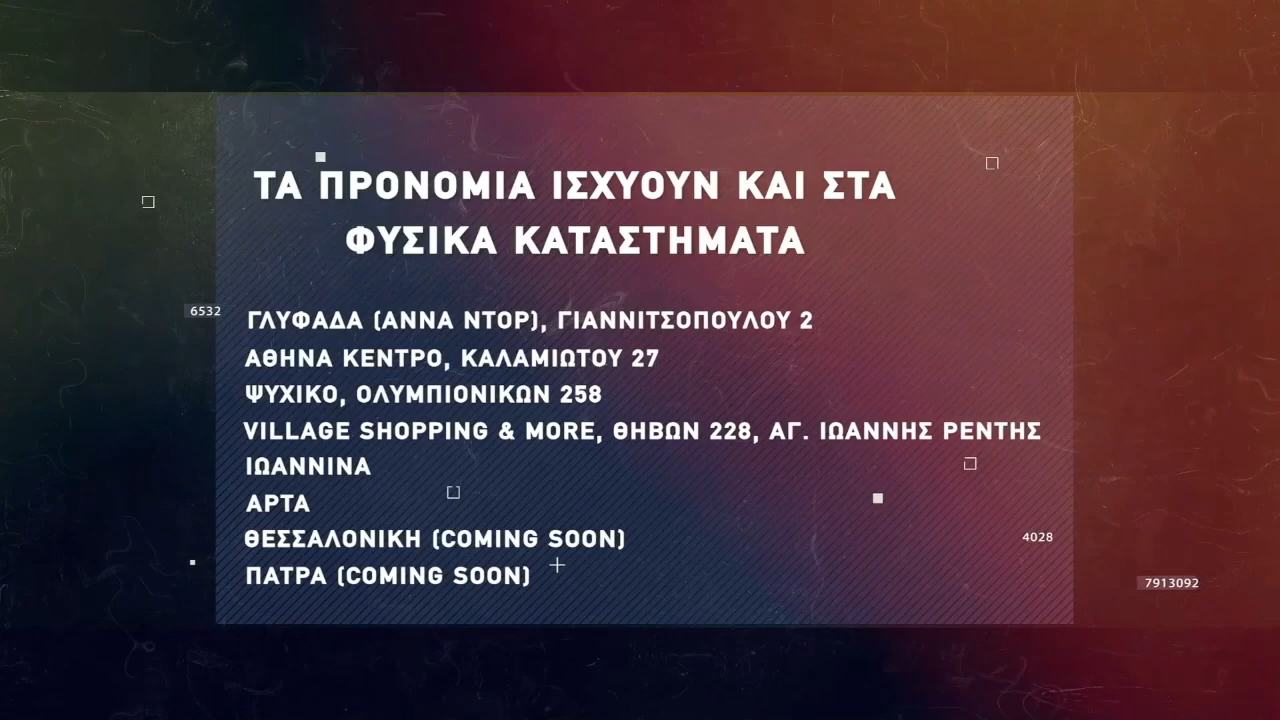 ΤΑ ΠΡΟΝΟΜΙΑ ΙΣΧΥΟΥΝ ΚΑΙ ΣΤΑ
ΦΥΣΙΚΑ ΚΑΤΑΣΤΗΜΑΤΑ
6532
ΓΛΥΦΑΔΑ (ΑΝΝΑ ΝΤΟΡ), ΓΙΑΝΝΙΤΣΟΠΟΥΛΟΥ 2
ΑΘΗΝΑ ΚΕΝΤΡΟ, ΚΑΛΑΜΙΩΤΟΥ 27
ΨΥΧΙΚΟ, ΟΛΥΜΠΙΟΝΙΚΩΝ 258
VILLAGE SHOPPING & MORE, ΘΗΒΩΝ 228, ΑΓ. ΙΩΑΝΝΗΣ ΡΕΝΤΗΣ
ΙΩΑΝΝΙΝΑ
ΑΡΤΑ
ΘΕΣΣΑΛΟΝΙΚΗ (COMING SOON)
4028
ΠΑΤΡΑ (COMING SOON)
7913092